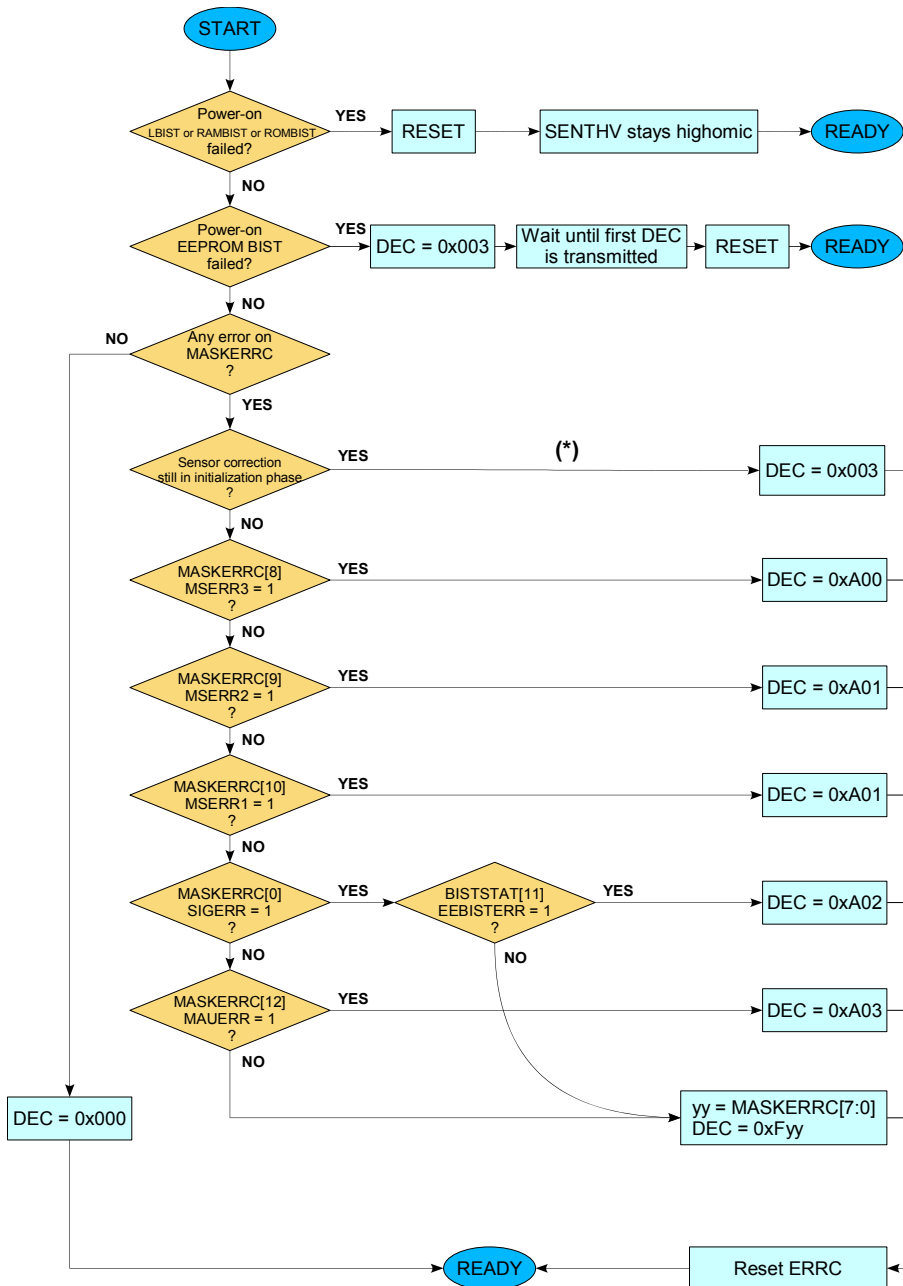 START
Power-on
LBIST or RAMBIST or ROMBIST
failed?
YES
RESET
SENTHV stays highomic
READY
NO
Power-on
EEPROM BIST
failed?
YES
DEC = 0x003
Wait until first DEC
is transmitted
RESET
READY
NO
Any error on
MASKERRC
?
NO
YES
Sensor correction
still in initialization phase
?
YES
(*)
DEC = 0x003
NO
MASKERRC[8]
MSERR3 = 1
?
YES
DEC = 0xA00
NO
MASKERRC[9]
MSERR2 = 1
?
YES
DEC = 0xA01
NO
MASKERRC[10]
MSERR1 = 1
?
YES
DEC = 0xA01
NO
MASKERRC[0]
SIGERR = 1
?
YES
BISTSTAT[11]
EEBISTERR = 1
?
YES
DEC = 0xA02
NO
NO
MASKERRC[12]
MAUERR = 1
?
YES
DEC = 0xA03
NO
yy = MASKERRC[7:0]
DEC = 0xFyy
DEC = 0x000
READY
Reset ERRC